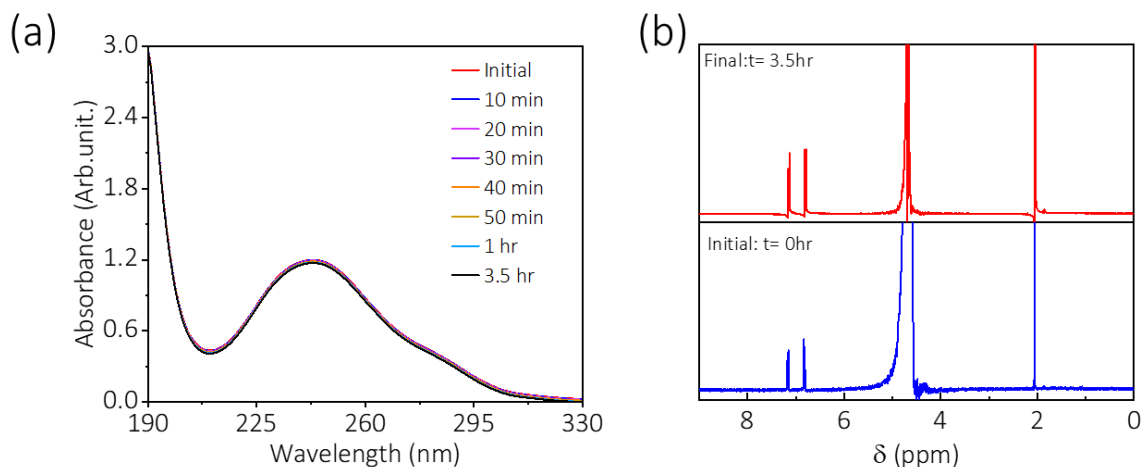 (a)
3.0
2.4
1.8
1.2
0.6
0.0
Absorbance (Arb.unit.)
Initial
10 min
20 min
30 min
40 min
50 min
1 hr
3.5 hr
190
225
260
295
330
Wavelength (nm)
(b)
Final:t= 3.5hr
Initial: t= 0hr
8
6
4
2
0
δ (ppm)